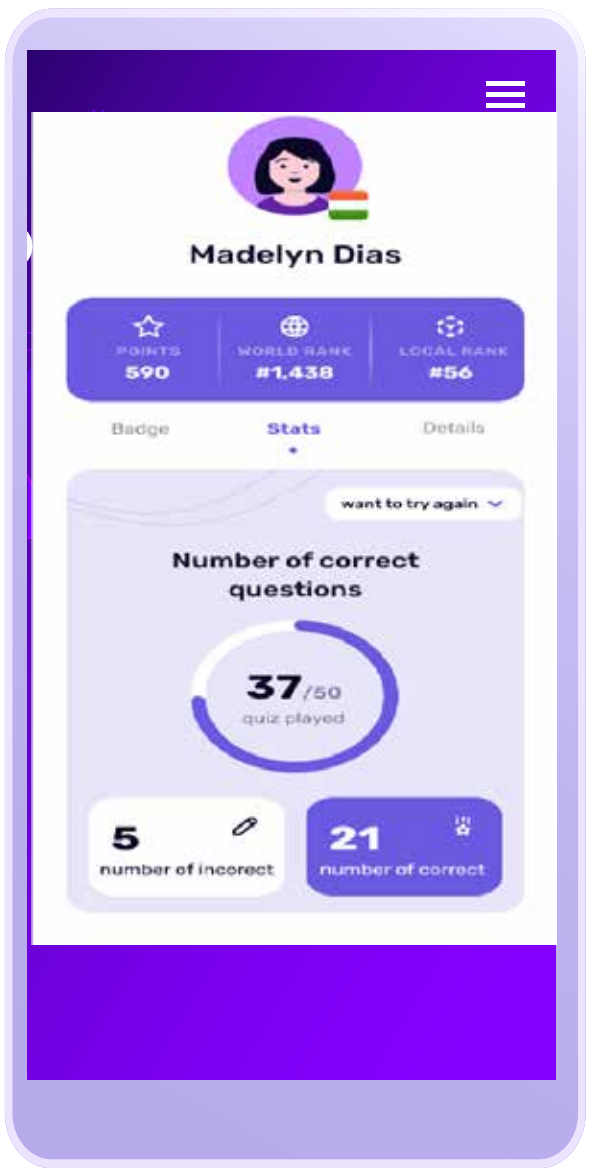 Madelyn Dias
POINTS WORLD RANK LOCAL RANK
590 #1,438 #56
Badge Stats Details
want to try again
Number of correct
questions
37/50
quiz played
5 21
number of incorect number of correct